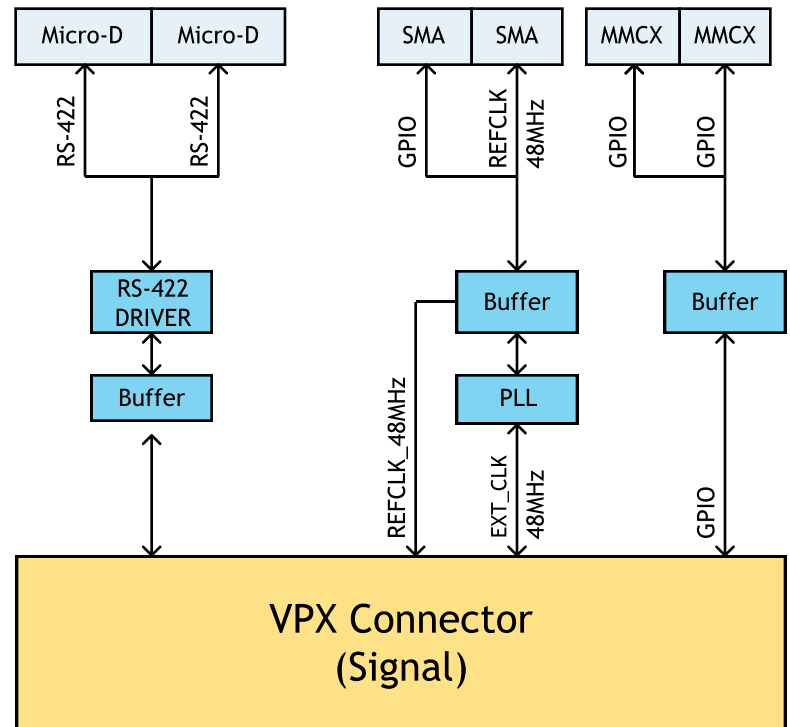 Micro-D
Micro-D
SMA
SMA
MMCX
MMCX
RS-422
RS-422
GPIO
REFCLK
48MHz
GPIO
GPIO
RS-422
DRIVER
Buffer
Buffer
Buffer
PLL
REFCLK_48MHz
EXT_CLK
48MHz
GPIO
VPX Connector
(Signal)